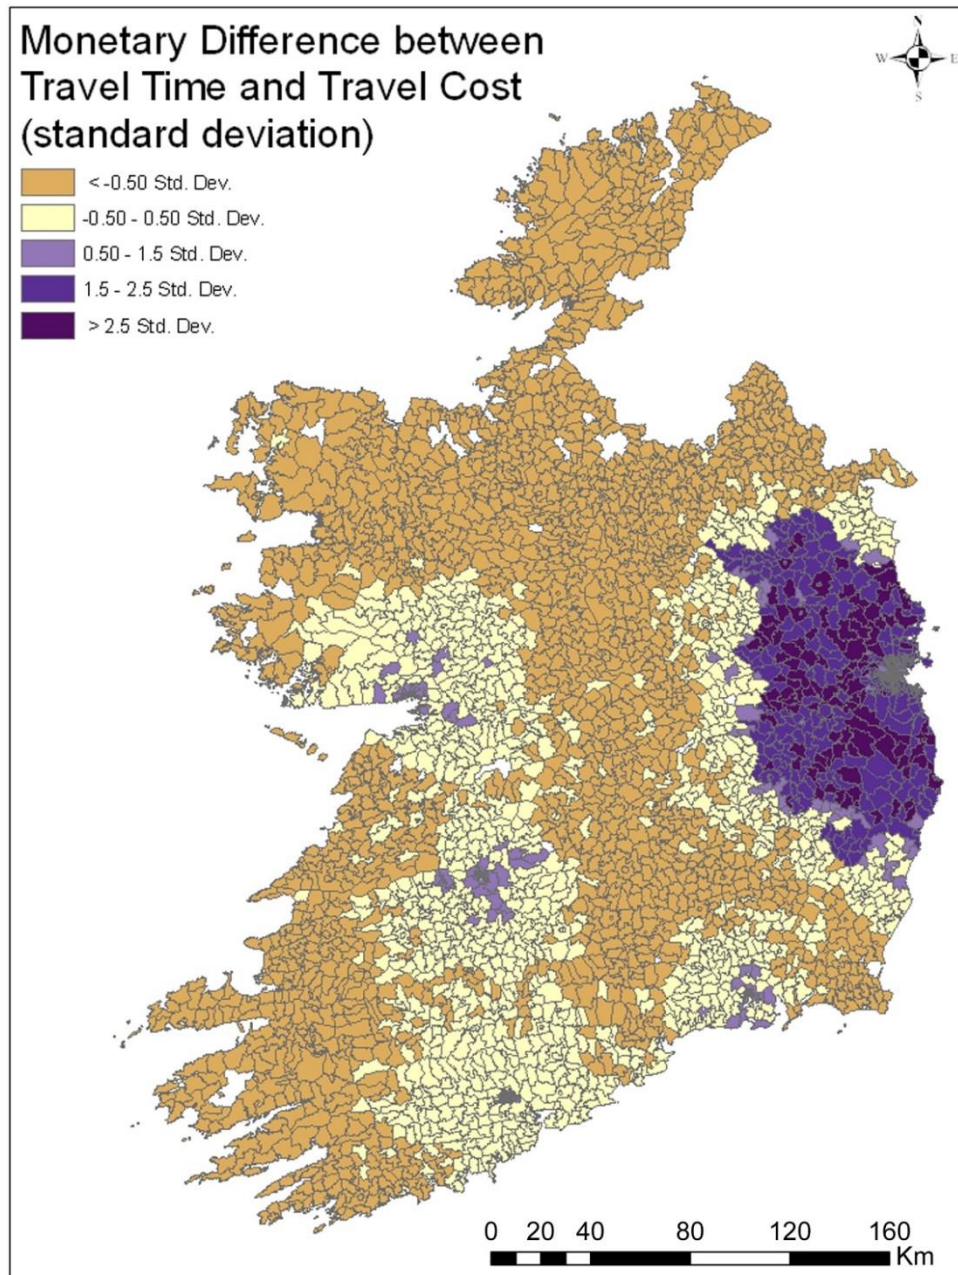 Monetary Difference between
Travel Time and Travel Cost
(standard deviation)
< -0.50 Std. Dev.
-0.50 - 0.50 Std. Dev.
0.50 - 1.5 Std. Dev.
1.5 - 2.5 Std. Dev.
> 2.5 Std. Dev.
N
W E
S
0 20 40 80 120 160
Km